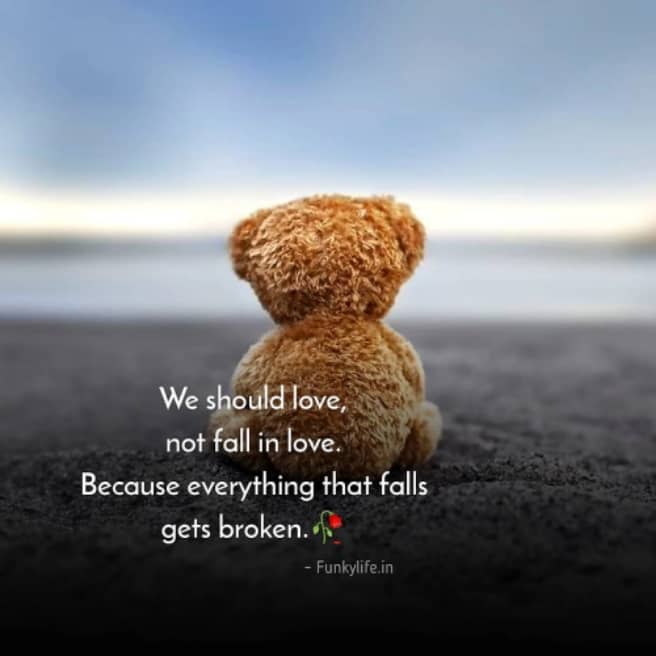 We should love,
not fall in love.
Because everything that falls
gets broken.🥀
- Funkylife.in